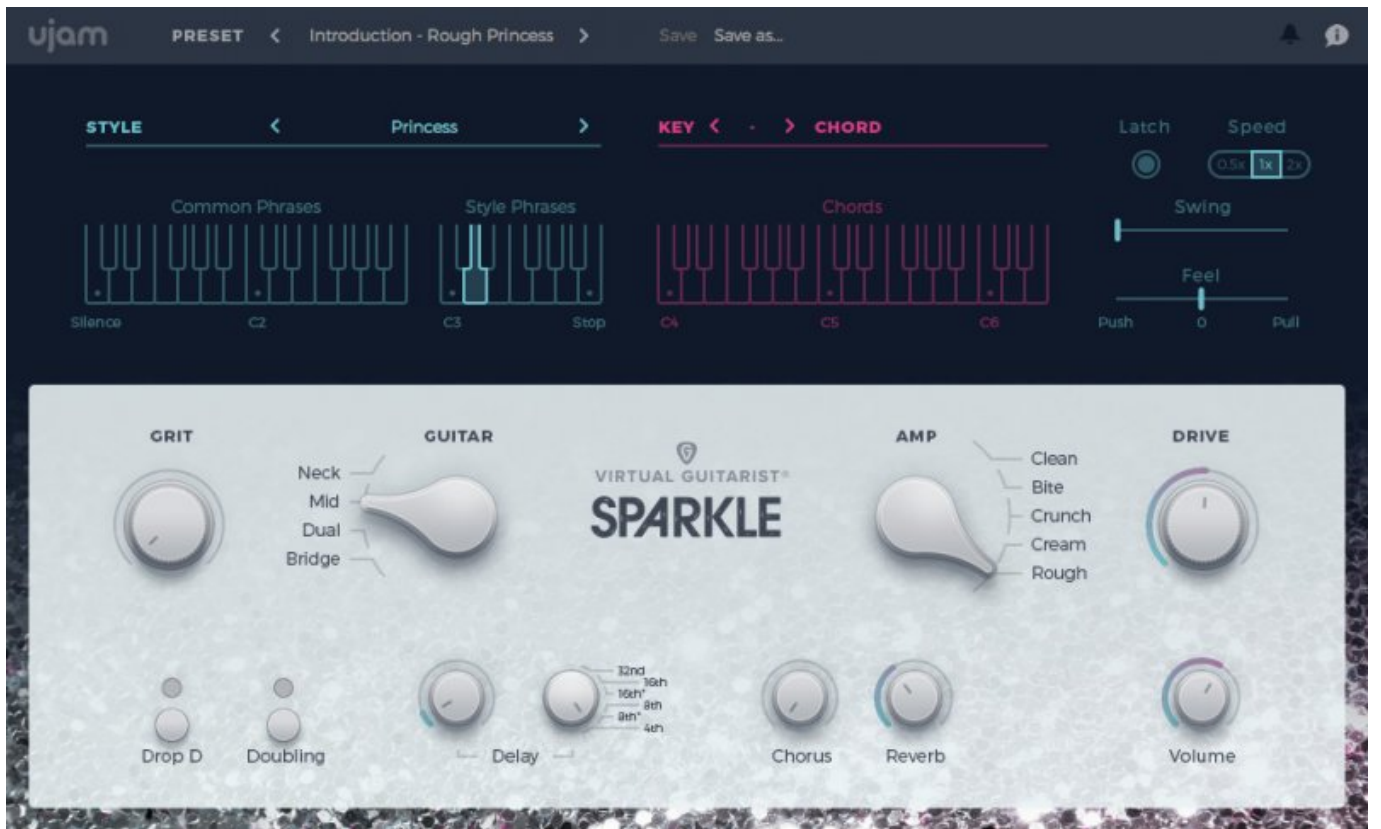 ujam PRESET < Introduction - Rough Princess > Save Save as...
STYLE < Princess > KEY < - > CHORD Latch Speed
0.5x 1x 2x
Common Phrases Style Phrases Chords Swing
Feel
Silence C2 C3 Stop C4 C5 C6 Push 0 Pull
GRIT GUITAR AMP DRIVE
Neck
Mid
Dual
Bridge
VIRTUAL GUITARIST®
SPARKLE
Clean
Bite
Crunch
Cream
Rough
32nd
16th
16th*
8th
8th*
4th
Drop D Doubling Delay Chorus Reverb Volume